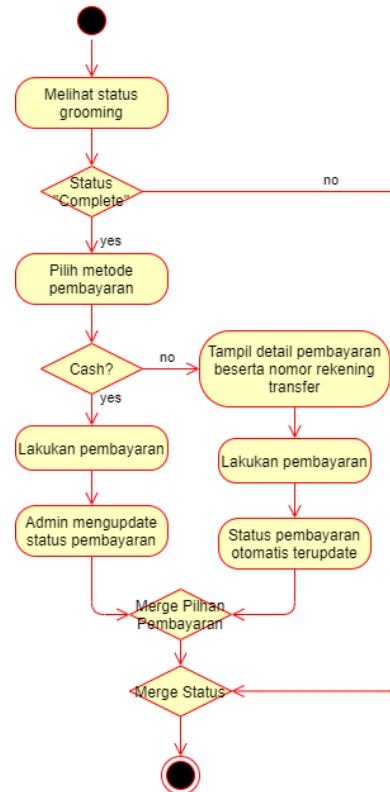 Melihat status
grooming
Status
"Complete"
no
yes
Pilih metode
pembayaran
Cash?
no
Tampil detail pembayaran
beserta nomor rekening
transfer
yes
Lakukan pembayaran
Lakukan pembayaran
Admin mengupdate
status pembayaran
Status pembayaran
otomatis terupdate
Merge Pilhan
Pembayaran
Merge Status